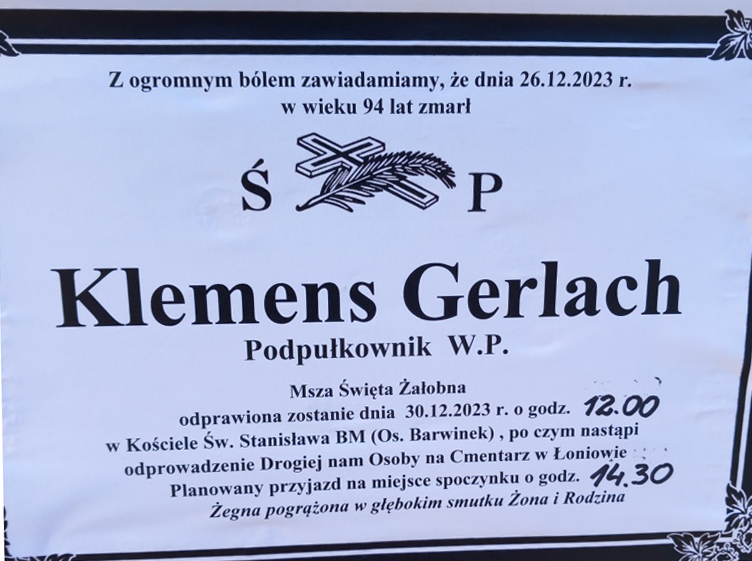 Z ogromnym bólem zawiadamiamy, że dnia 26.12.2023 r.
w wieku 94 lat zmarł
Ś P
Klemens Gerlach
Podpułkownik W.P.
Msza Święta Żałobna
odprawiona zostanie dnia 30.12.2023 r. o godz. 12.00
w Kościele Św. Stanisława BM (Os. Barwinek) , po czym nastąpi
odprowadzenie Drogiej nam Osoby na Cmentarz w Łoniowie
Planowany przyjazd na miejsce spoczynku o godz. 14.30
Żegna pogrążona w głębokim smutku Żona i Rodzina